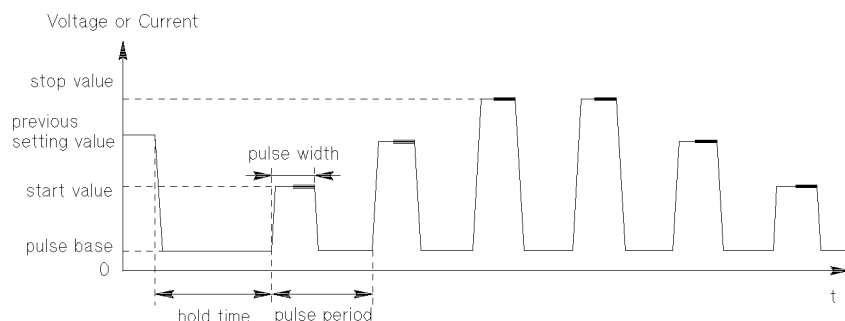 Voltage or Current
stop value
previous
setting value
pulse width
start value
pulse base
0
t
hold time
pulse period